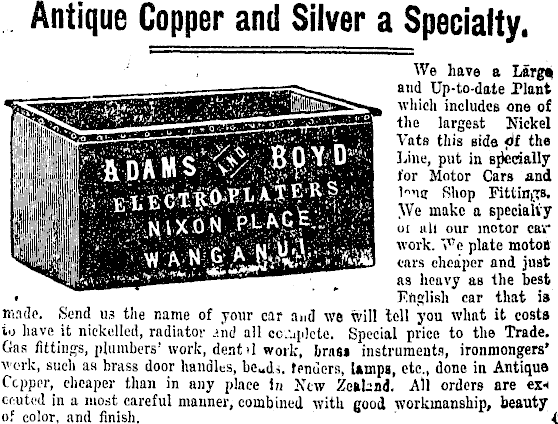 Antique Copper and Silver a Specialty.
ADAMS AND BOYD
ELECTROPLATERS
NIXON PLACE
WANGANUI
We have a Large
and Up-to-date Plant
which includes one of
the largest Nickel
Vats this side of the
Line, put in specially
for Motor Cars and
long Shop Fittings.
We make a specialty
of all our motor car
work. We plate motor
cars cheaper and just
as heavy as the best
English car that is
made. Send us the name of your car and we will tell you what it costs
to have it nickelled, radiator and all complete. Special price to the Trade.
Gas fittings, plumbers' work, dental work, brass instruments, ironmongers'
work, such as brass door handles, beads, fenders, lamps, etc., done in Antique
Copper, cheaper than in any place in New Zealand. All orders are ex-
ecuted in a most careful manner, combined with good workmanship, beauty
of color, and finish.